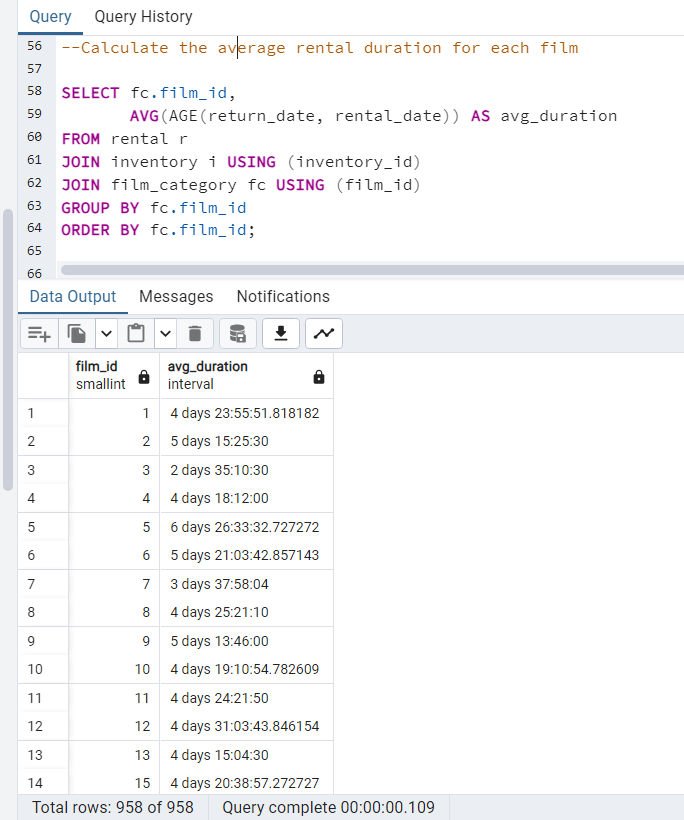 Query Query History
56 --Calculate the average rental duration for each film
57
58 SELECT fc.film_id,
59 AVG(AGE(return_date, rental_date)) AS avg_duration
60 FROM rental r
61 JOIN inventory i USING (inventory_id)
62 JOIN film_category fc USING (film_id)
63 GROUP BY fc.film_id
64 ORDER BY fc.film_id;
65
66
Data Output Messages Notifications
film_id avg_duration
smallint interval
1 1 4 days 23:55:51.818182
2 2 5 days 15:25:30
3 3 2 days 35:10:30
4 4 4 days 18:12:00
5 5 6 days 26:33:32.727272
6 6 5 days 21:03:42.857143
7 7 3 days 37:58:04
8 8 4 days 25:21:10
9 9 5 days 13:46:00
10 10 4 days 19:10:54.782609
11 11 4 days 24:21:50
12 12 4 days 31:03:43.846154
13 13 4 days 15:04:30
14 15 4 days 20:38:57.272727
Total rows: 958 of 958 Query complete 00:00:00.109